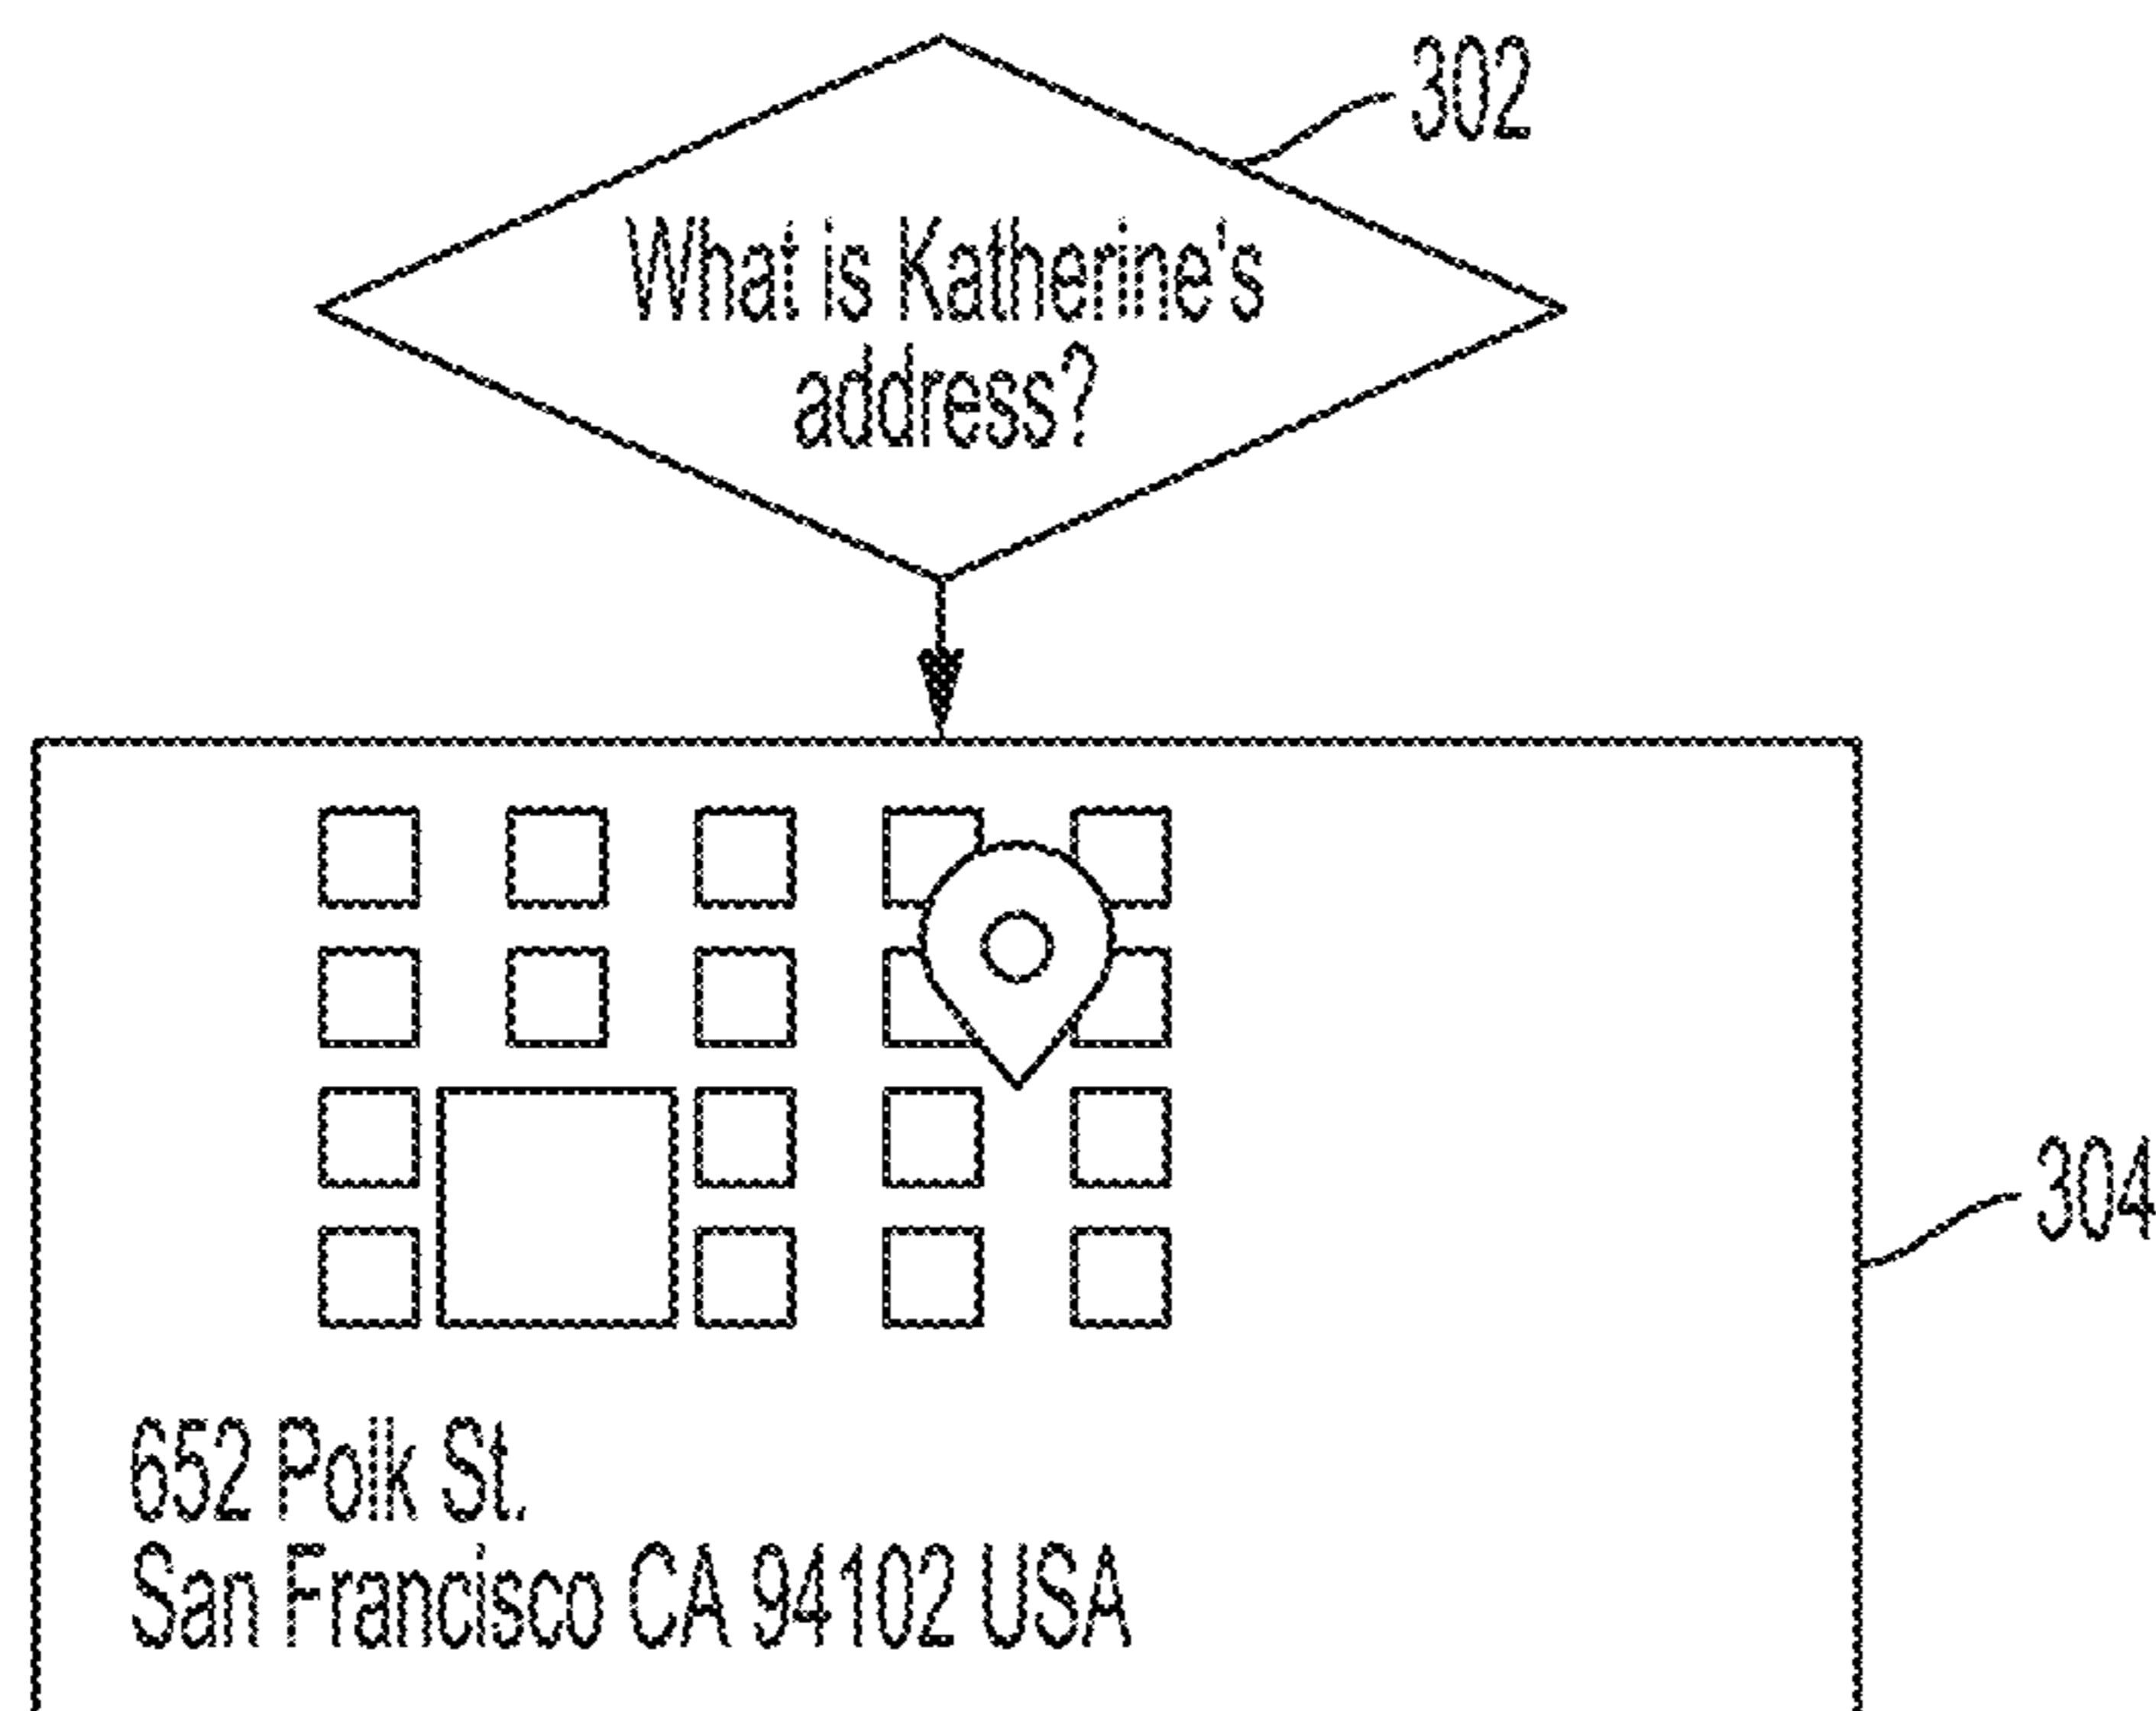 302
What is Katherine's
address?
304
652 Polk St.
San Francisco CA 94102 USA